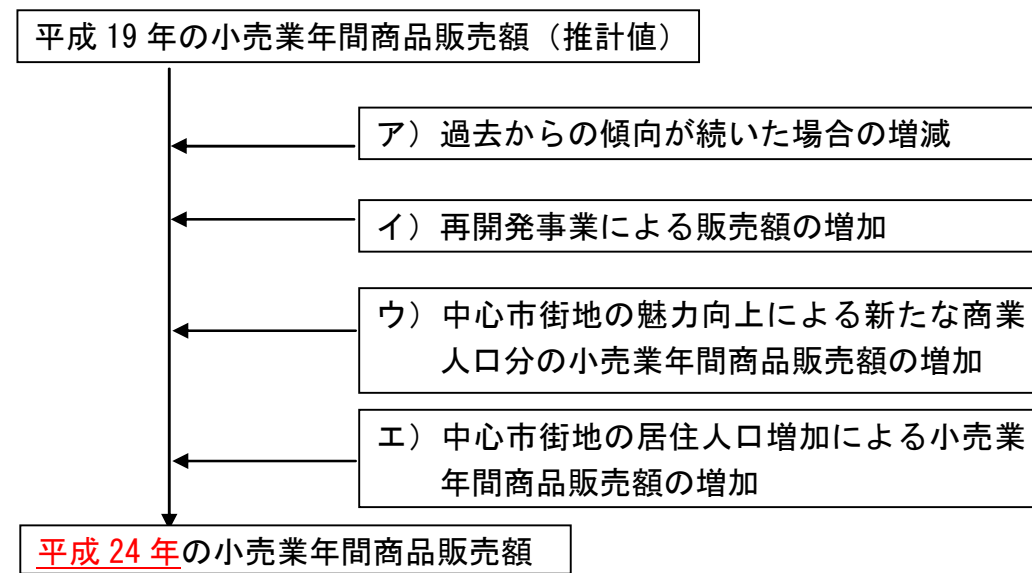 平成 19 年の小売業年間商品販売額（推計値）
ア）過去からの傾向が続いた場合の増減
イ）再開発事業による販売額の増加
ウ）中心市街地の魅力向上による新たな商業
人口分の小売業年間商品販売額の増加
エ）中心市街地の居住人口増加による小売業
年間商品販売額の増加
平成 24 年の小売業年間商品販売額